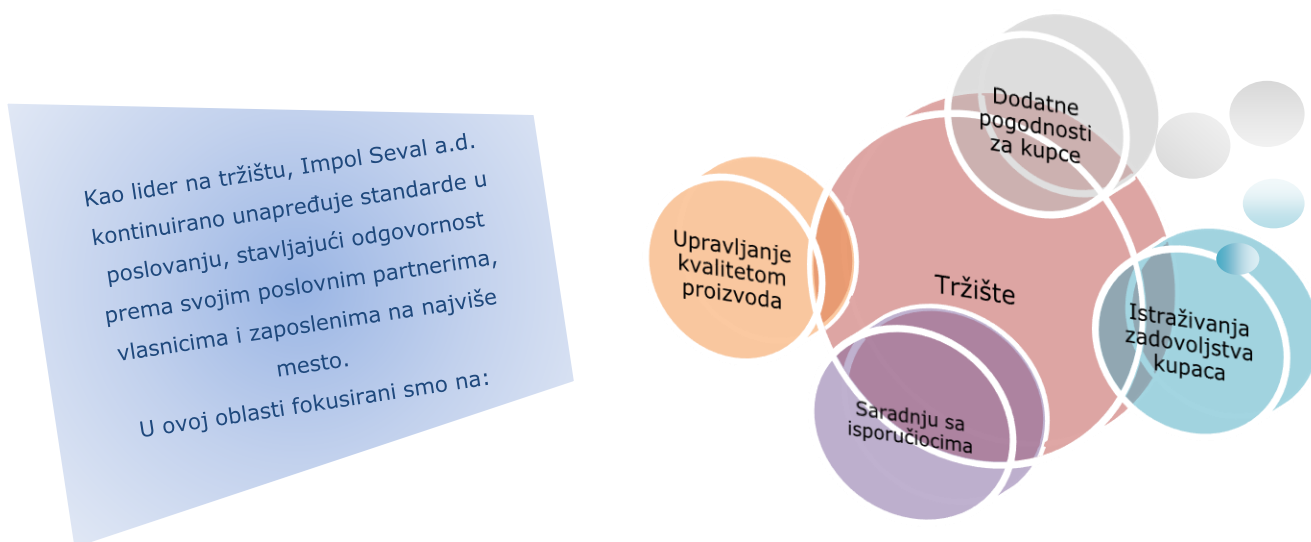 Kao lider na tržištu, Impol Seval a.d.
kontinuirano unapređuje standarde u
poslovanju, stavljajući odgovornost
prema svojim poslovnim partnerima,
vlasnicima i zaposlenima na najviše
mesto.
U ovoj oblasti fokusirani smo na:
Dodatne
pogodnosti
za kupce
Upravljanje
kvalitetom
proizvoda
Tržište
Istraživanja
zadovoljstva
kupaca
Saradnju sa
isporučiocima